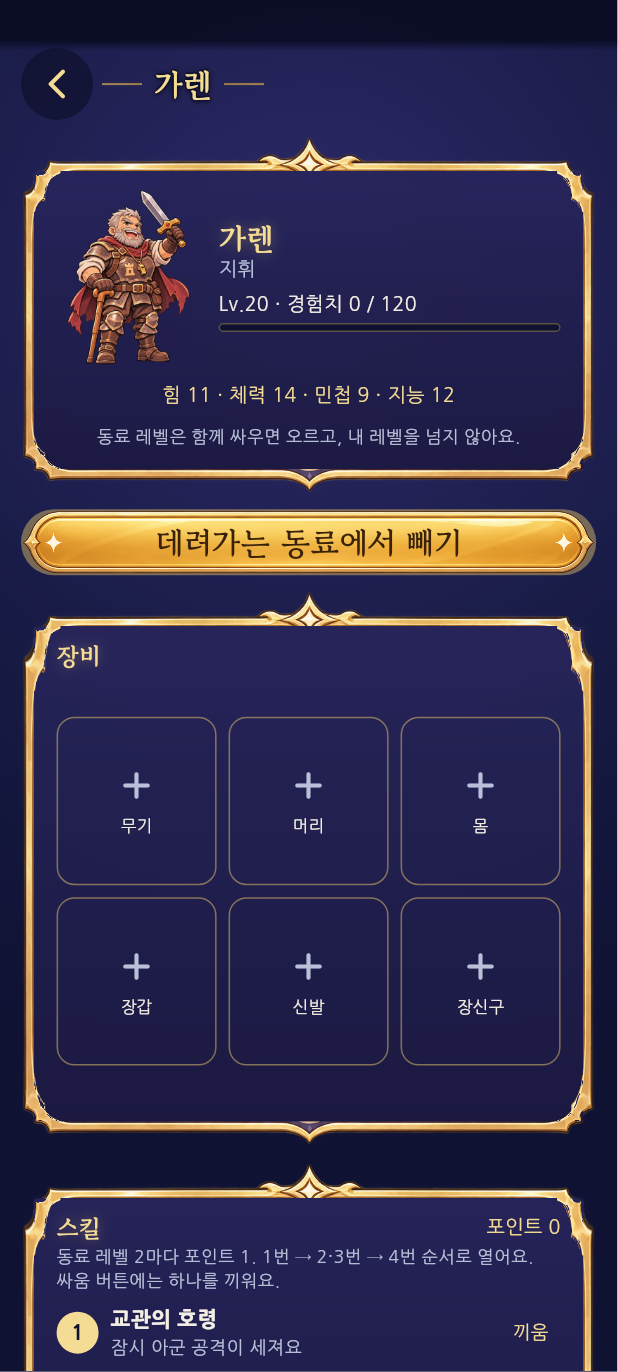 가렌
가렌
지휘
Lv.20 · 경험치 0 / 120
힘 11 · 체력 14 · 민첩 9 · 지능 12
동료 레벨은 함께 싸우면 오르고, 내 레벨을 넘지 않아요.
데려가는 동료에서 빼기
장비
무기
머리
몸
장갑
신발
장신구
스킬
포인트 0
동료 레벨 2마다 포인트 1. 1번 → 2·3번 → 4번 순서로 열어요.
싸움 버튼에는 하나를 끼워요.
1
교관의 호령
잠시 아군 공격이 세져요
끼움